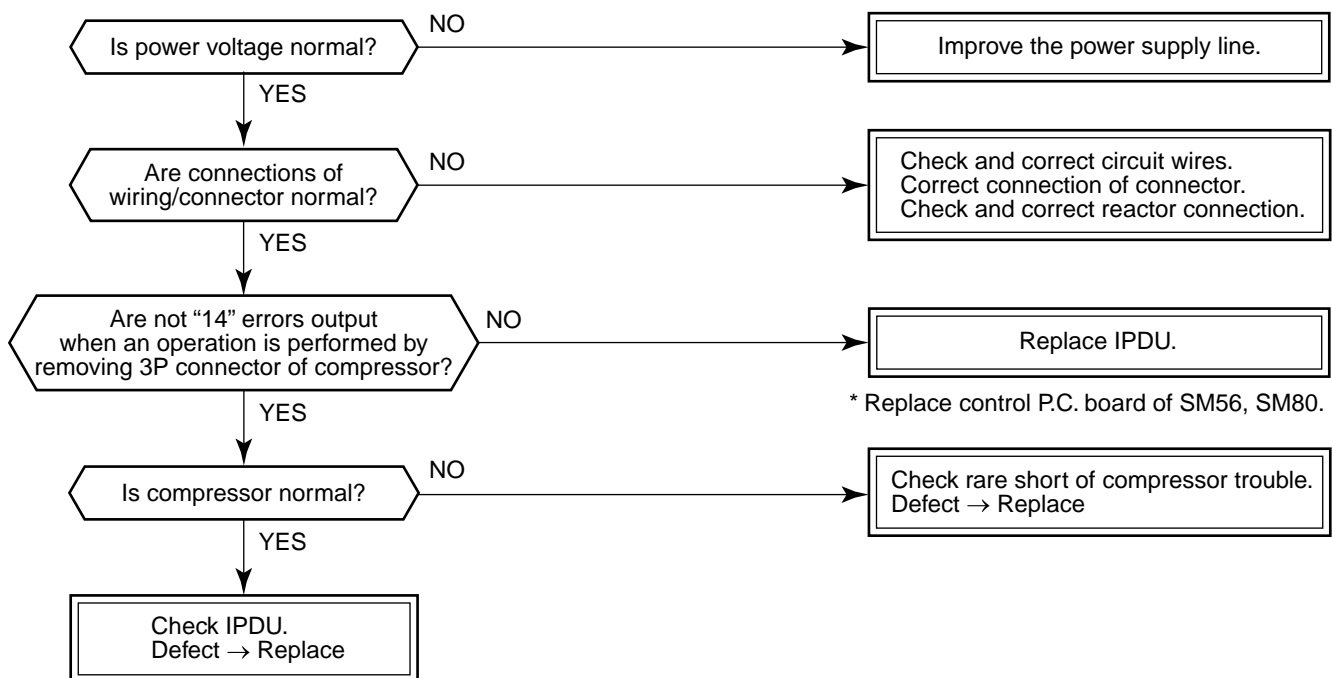 Is power voltage normal?
NO
Improve the power supply line.
YES
Are connections of
wiring/connector normal?
NO
Check and correct circuit wires.
Correct connection of connector.
Check and correct reactor connection.
YES
Are not “14” errors output
when an operation is performed by
removing 3P connector of compressor?
NO
Replace IPDU.
* Replace control P.C. board of SM56, SM80.
YES
Is compressor normal?
NO
Check rare short of compressor trouble.
Defect → Replace
YES
Check IPDU.
Defect → Replace